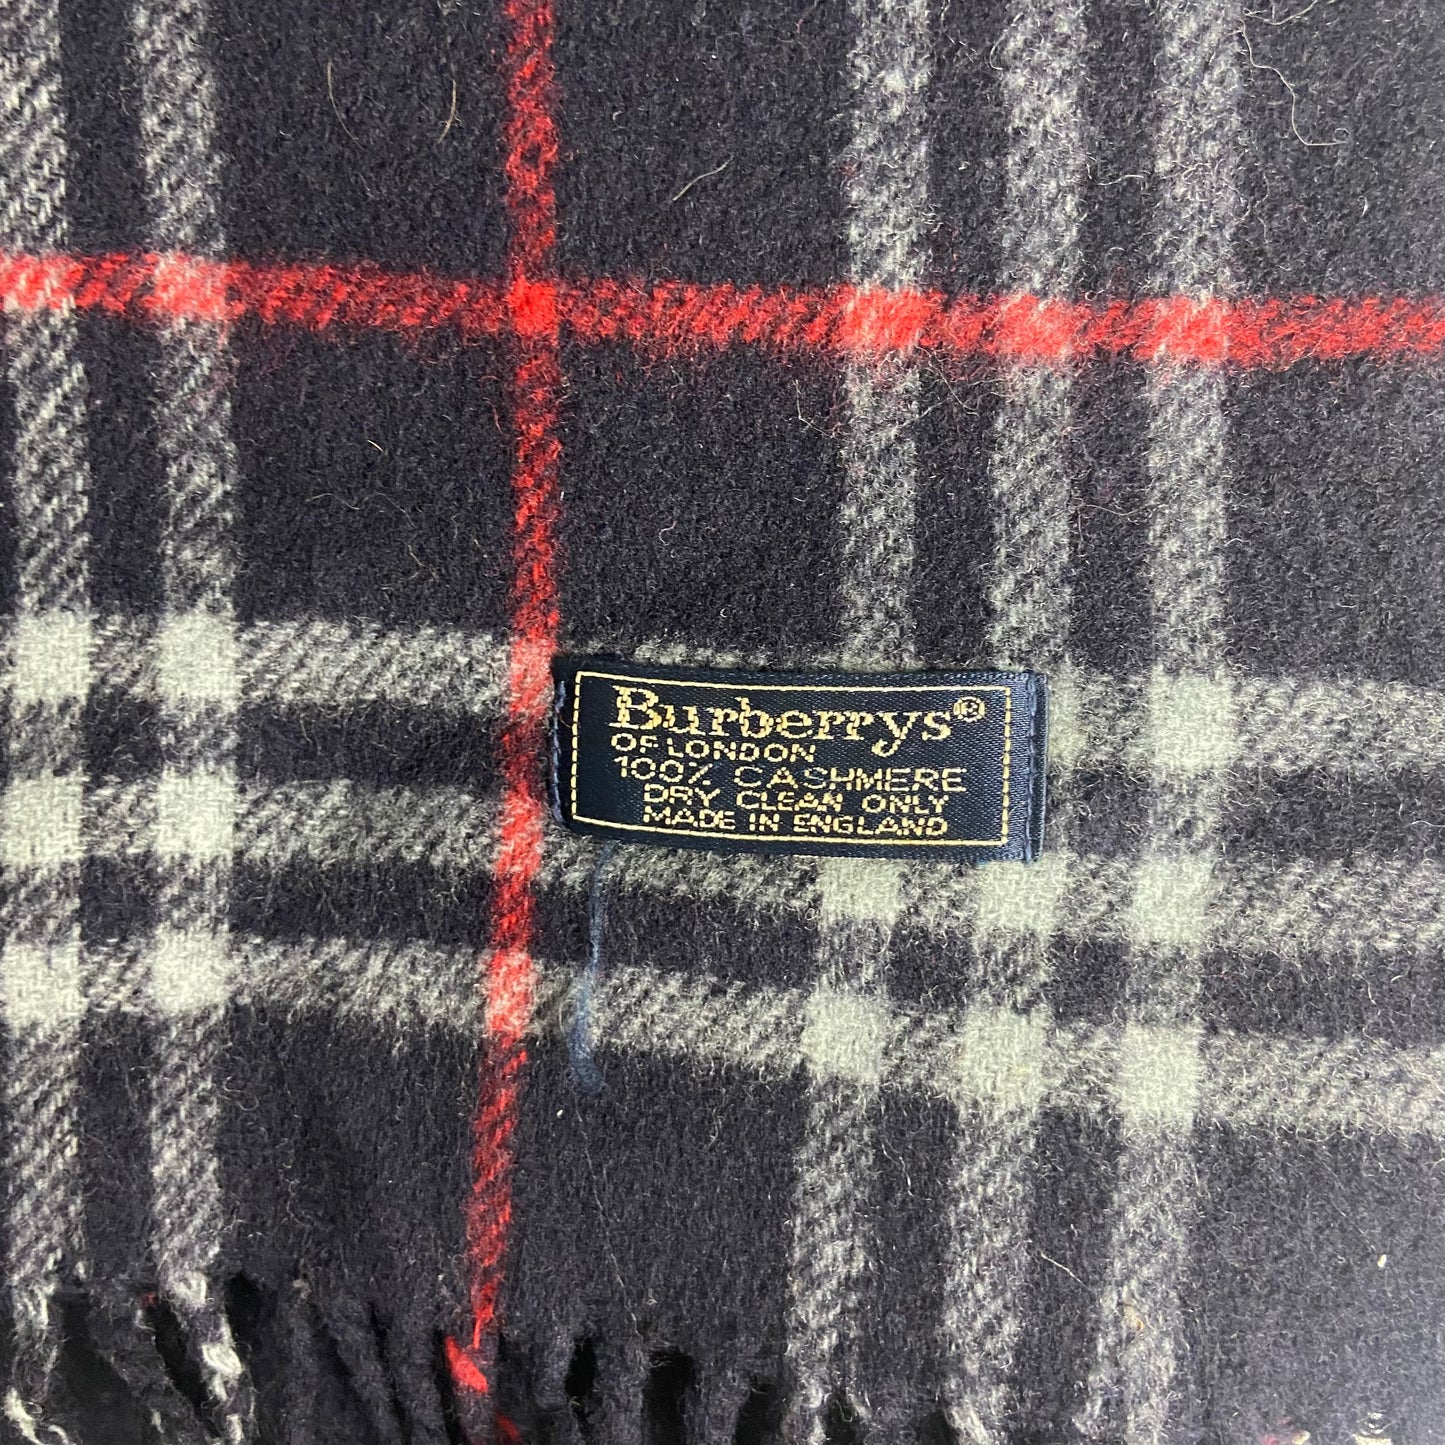 Burberrys®
OF LONDON
100% CASHMERE
DRY CLEAN ONLY
MADE IN ENGLAND